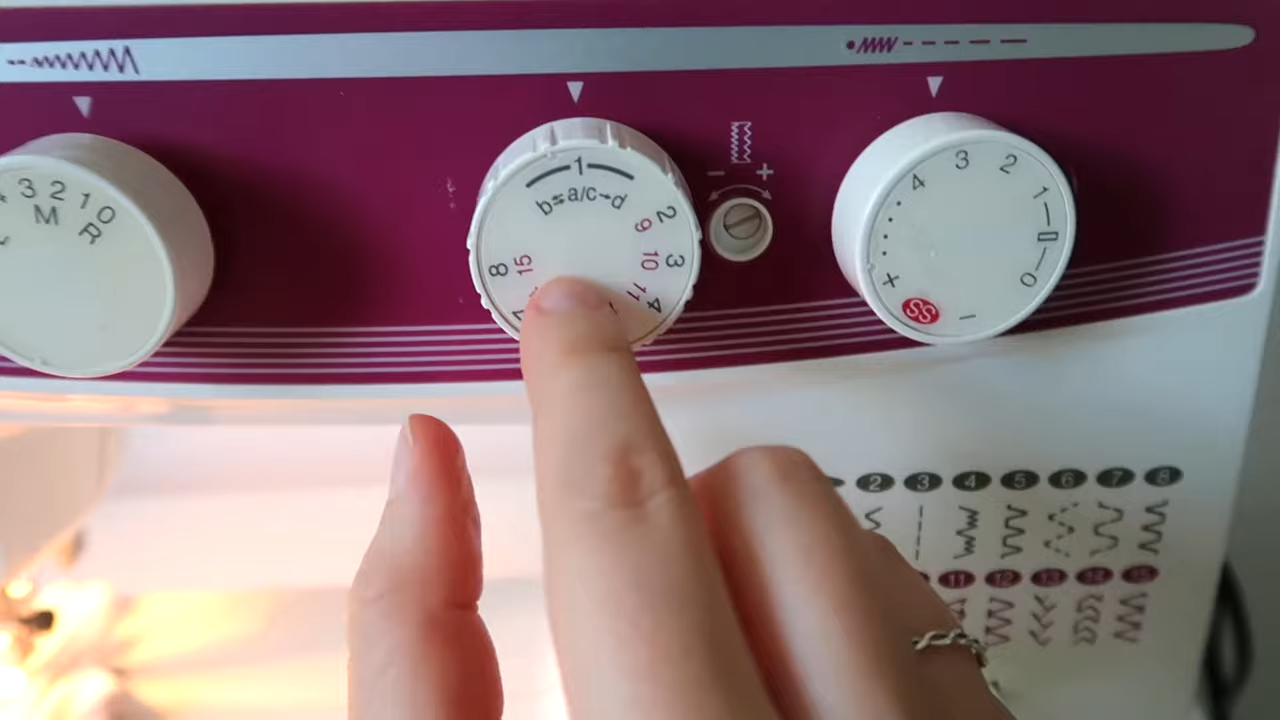 3 2 1 0
M R
1
b⇆a/c→d
2
9
3
10
4
11
8
15
4 3 2 1
0
+
SS
−
− +
2 3 4 5 6 7 8
11 12 13 14 15